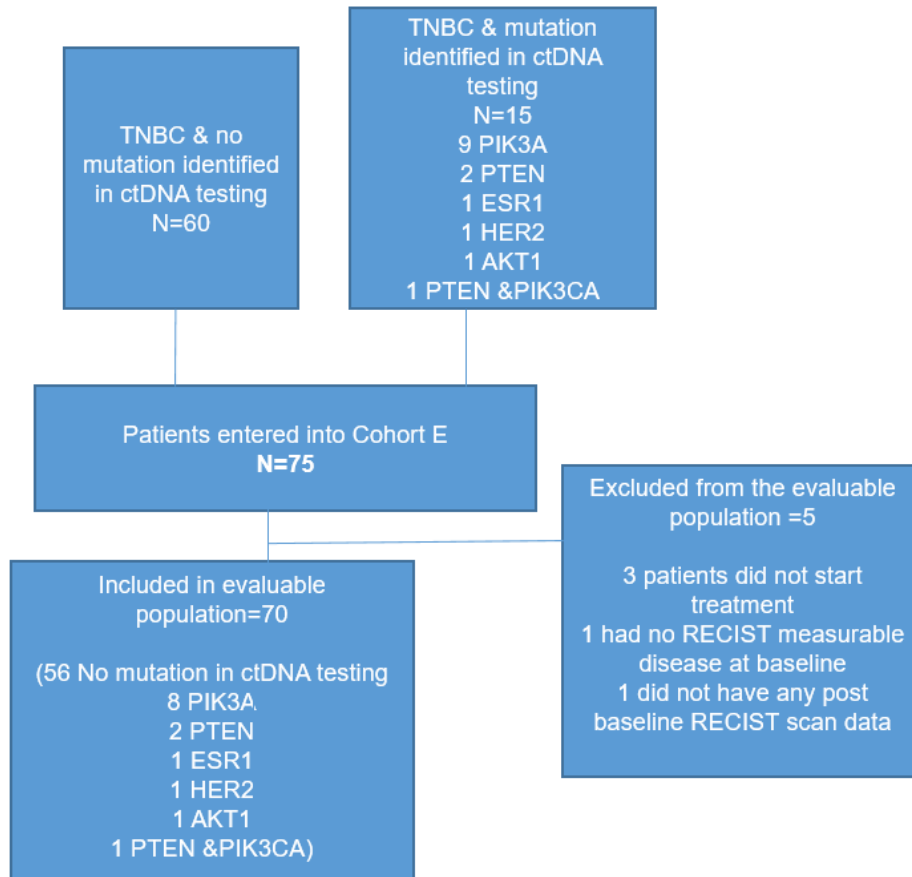 TNBC & no
mutation identified
in ctDNA testing
N=60
TNBC & mutation
identified in ctDNA
testing
N=15
9 PIK3A
2 PTEN
1 ESR1
1 HER2
1 AKT1
1 PTEN &PIK3CA
Patients entered into Cohort E
N=75
Excluded from the evaluable
population =5
3 patients did not start
treatment
1 had no RECIST measurable
disease at baseline
1 did not have any post
baseline RECIST scan data
Included in evaluable
population=70
(56 No mutation in ctDNA testing
8 PIK3A
2 PTEN
1 ESR1
1 HER2
1 AKT1
1 PTEN &PIK3CA)